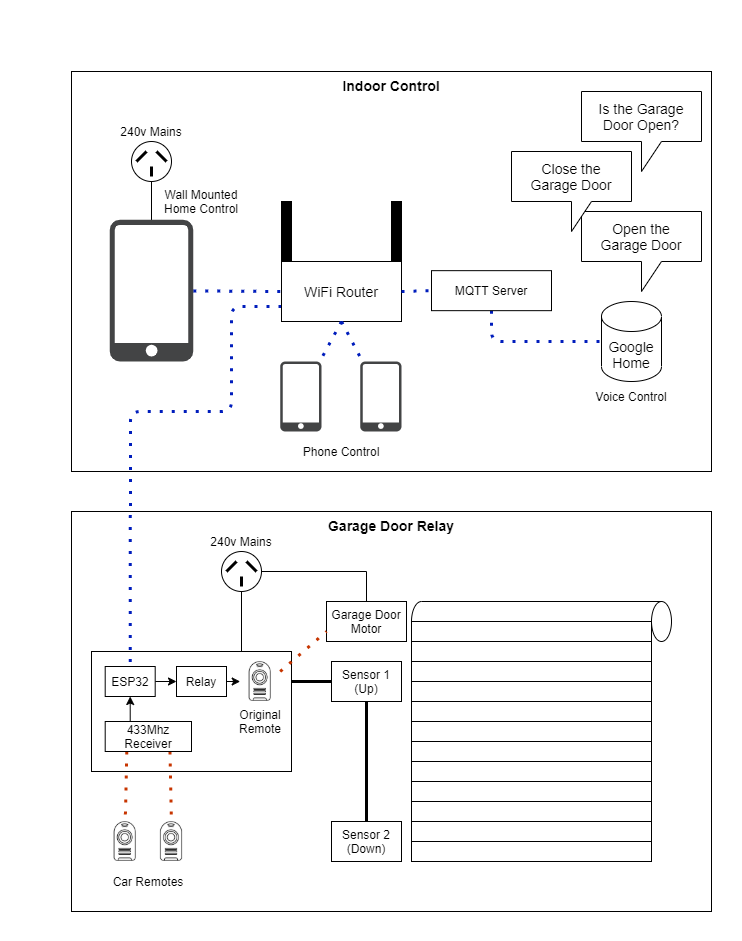 Indoor Control
Is the Garage
Door Open?
240v Mains
Close the
Garage Door
Wall Mounted
Home Control
Open the
Garage Door
WiFi Router
MQTT Server
Google
Home
Voice Control
Phone Control
Garage Door Relay
240v Mains
Garage Door
Motor
ESP32
Relay
Sensor 1
(Up)
Original
Remote
433Mhz
Receiver
Sensor 2
(Down)
Car Remotes